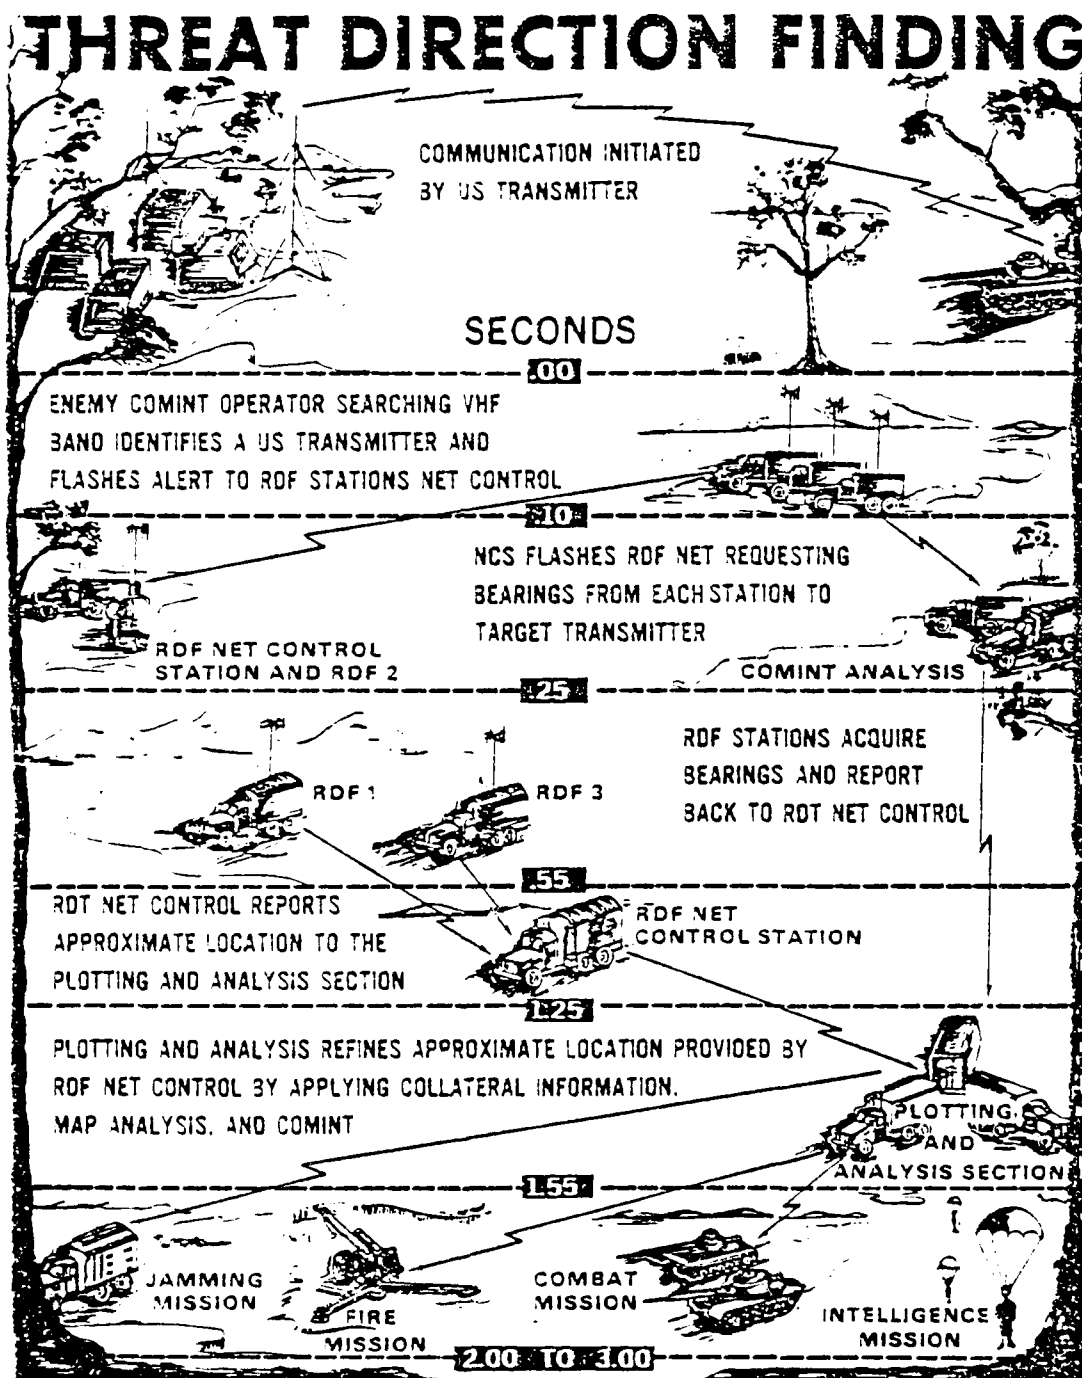 THREAT DIRECTION FINDING
COMMUNICATION INITIATED
BY US TRANSMITTER
SECONDS
.00
ENEMY COMINT OPERATOR SEARCHING VHF
BAND IDENTIFIES A US TRANSMITTER AND
FLASHES ALERT TO RDF STATIONS NET CONTROL
.10
NCS FLASHES RDF NET REQUESTING
BEARINGS FROM EACH STATION TO
TARGET TRANSMITTER
RDF NET CONTROL
STATION AND RDF 2
COMINT ANALYSIS
.25
RDF STATIONS ACQUIRE
BEARINGS AND REPORT
BACK TO RDT NET CONTROL
RDF 1
RDF 3
.55
RDT NET CONTROL REPORTS
APPROXIMATE LOCATION TO THE
PLOTTING AND ANALYSIS SECTION
RDF NET
CONTROL STATION
1.25
PLOTTING AND ANALYSIS REFINES APPROXIMATE LOCATION PROVIDED BY
RDF NET CONTROL BY APPLYING COLLATERAL INFORMATION,
MAP ANALYSIS, AND COMINT
PLOTTING
AND
ANALYSIS SECTION
1.55
JAMMING
MISSION
FIRE
MISSION
COMBAT
MISSION
INTELLIGENCE
MISSION
2.00 TO 3.00